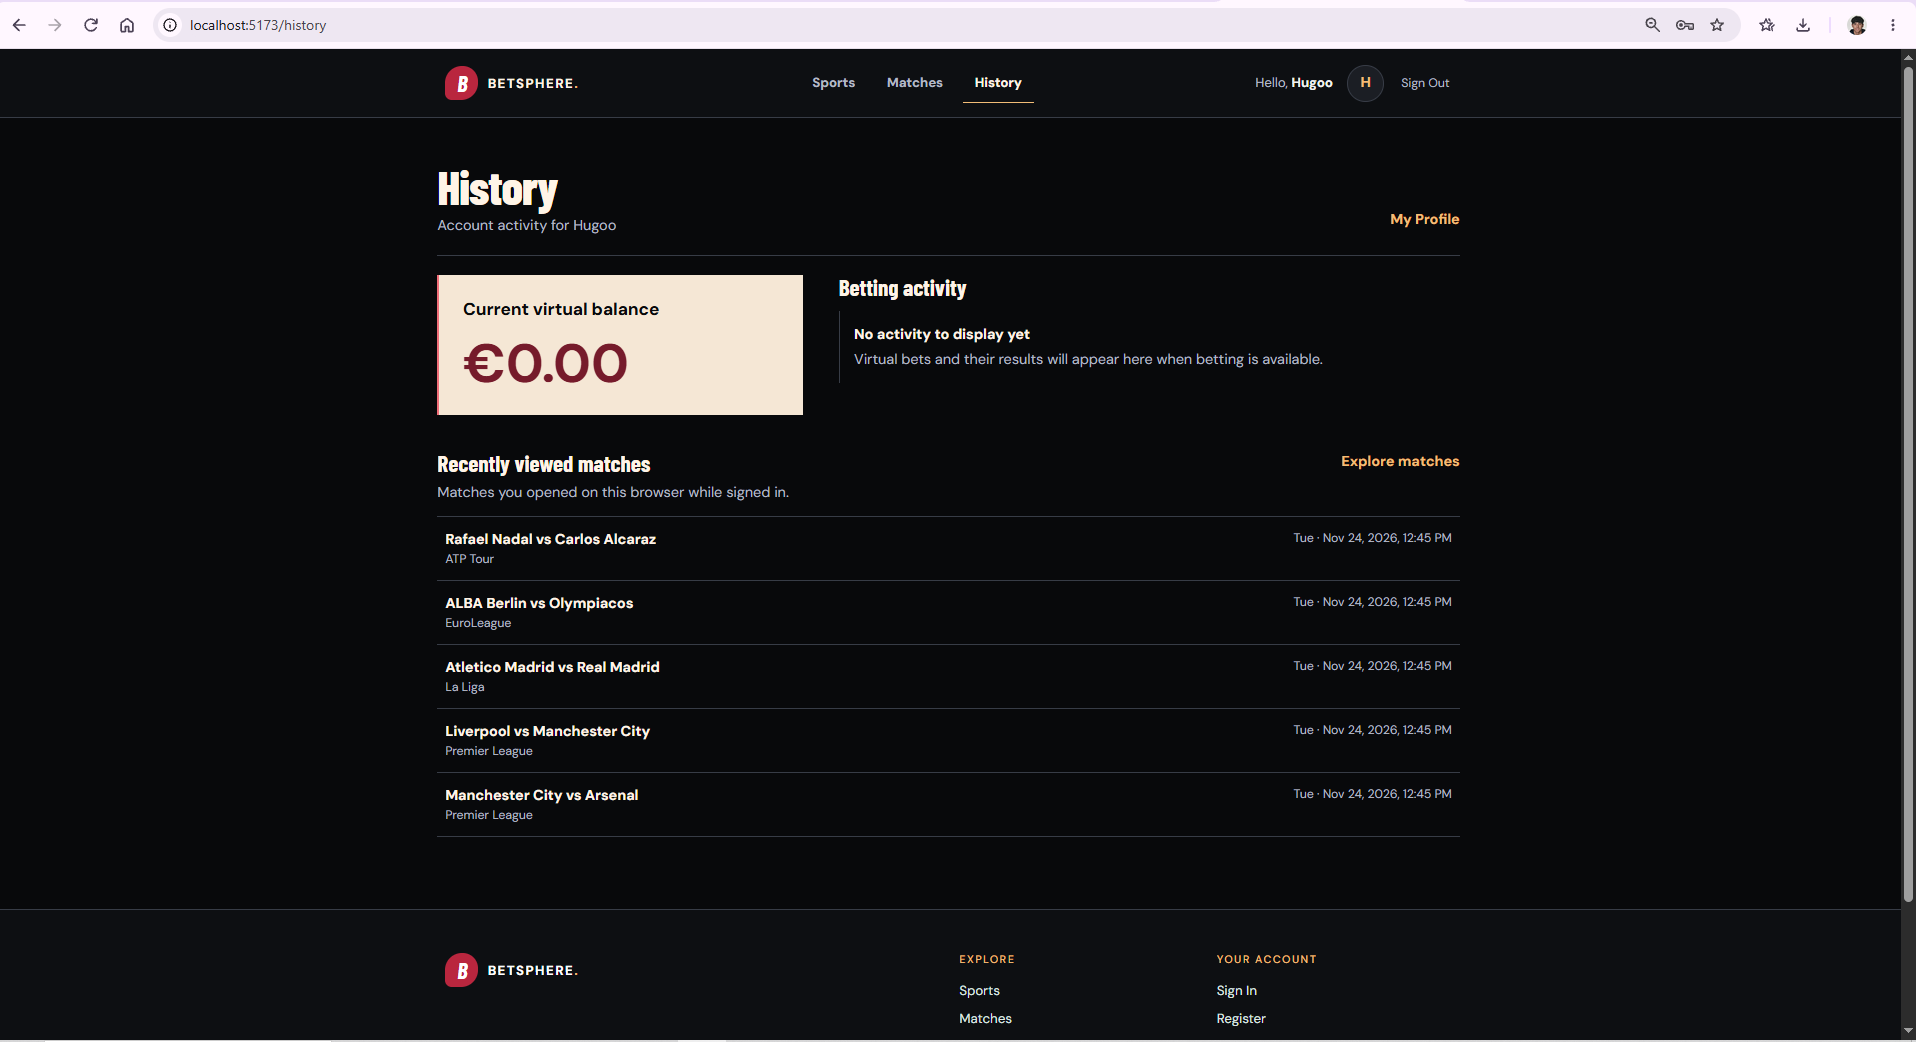 localhost:5173/history
B BETSPHERE.
Sports Matches History
Hello, Hugoo H Sign Out
History
Account activity for Hugoo
My Profile
Current virtual balance
€0.00
Betting activity
No activity to display yet
Virtual bets and their results will appear here when betting is available.
Recently viewed matches
Explore matches
Matches you opened on this browser while signed in.
Rafael Nadal vs Carlos Alcaraz
Tue · Nov 24, 2026, 12:45 PM
ATP Tour
ALBA Berlin vs Olympiacos
Tue · Nov 24, 2026, 12:45 PM
EuroLeague
Atletico Madrid vs Real Madrid
Tue · Nov 24, 2026, 12:45 PM
La Liga
Liverpool vs Manchester City
Tue · Nov 24, 2026, 12:45 PM
Premier League
Manchester City vs Arsenal
Tue · Nov 24, 2026, 12:45 PM
Premier League
B BETSPHERE.
EXPLORE
Sports
Matches
YOUR ACCOUNT
Sign In
Register